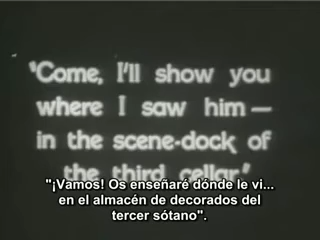 "Come, I'll show you
where I saw him —
in the scene-dock of
the third cellar."
"¡Vamos! Os enseñaré dónde le vi...
en el almacén de decorados del
tercer sótano".